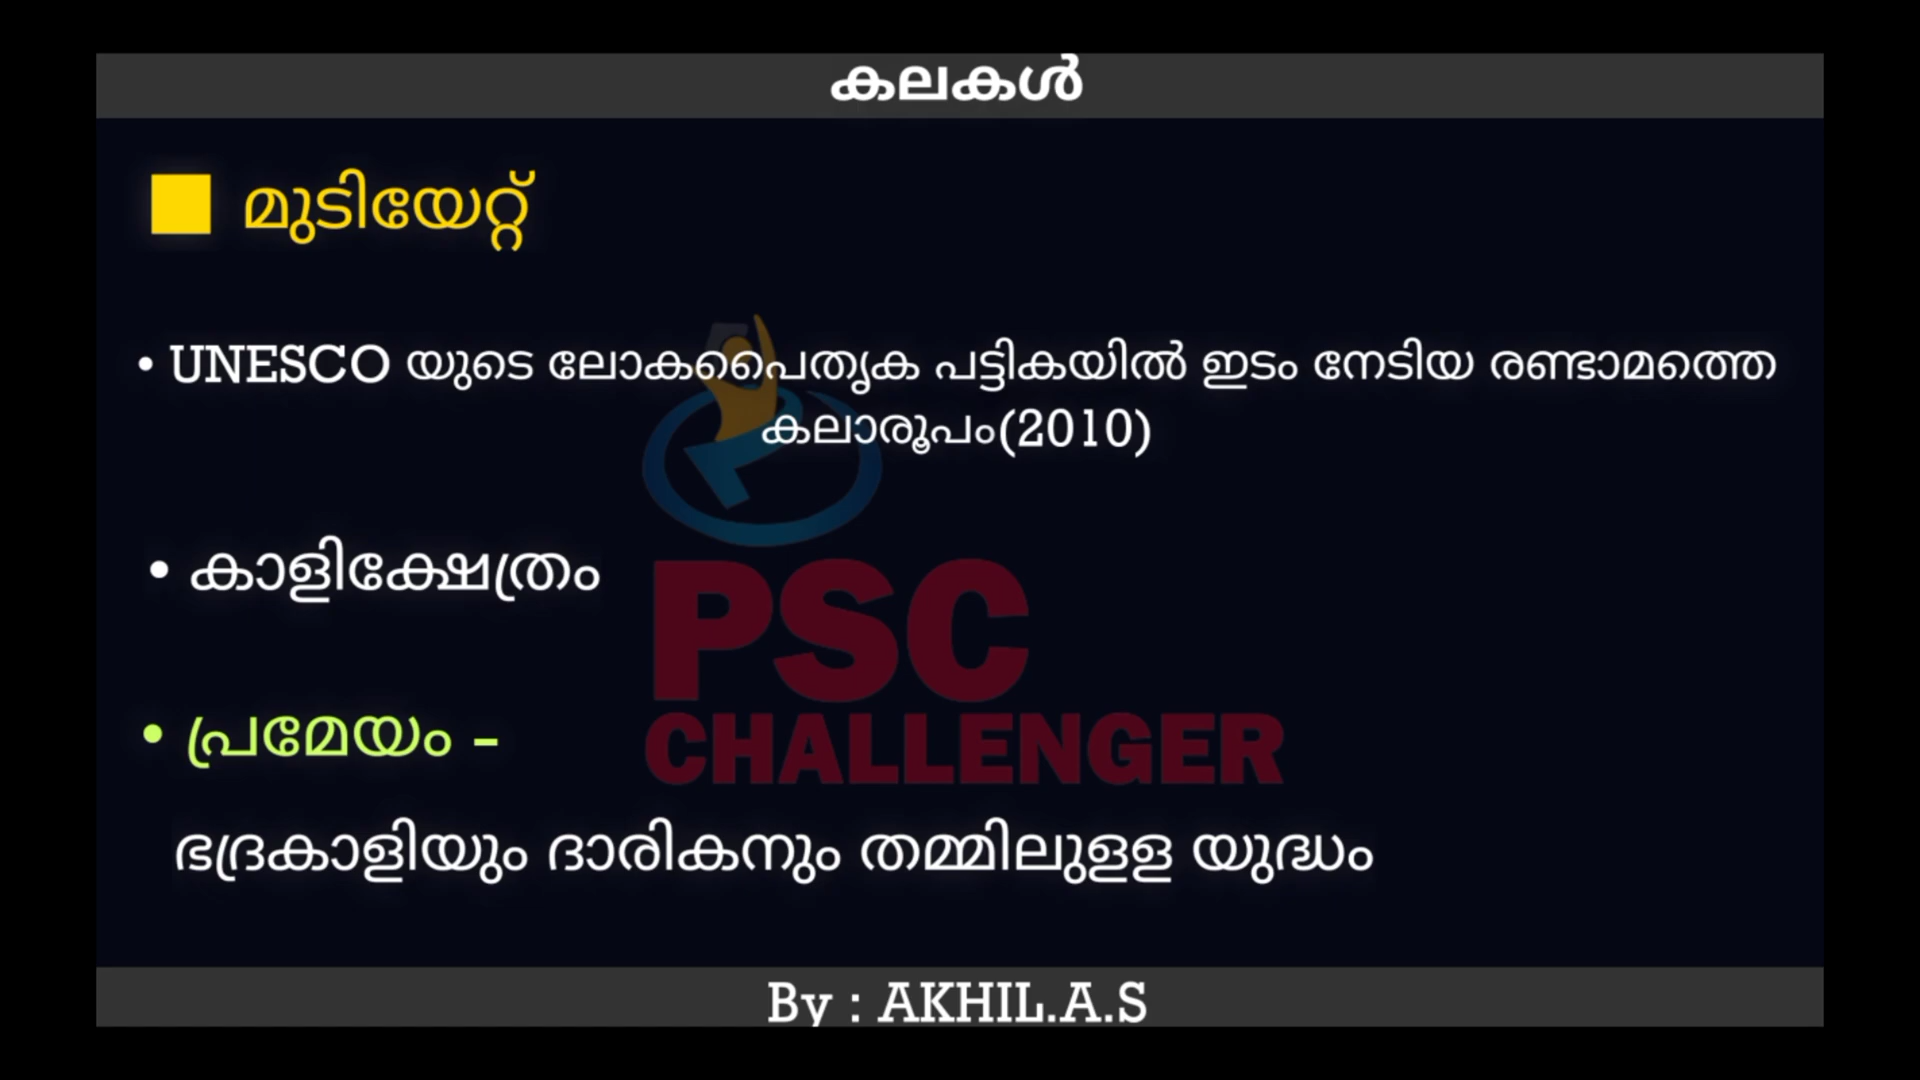 കലകൾ
■ മുടിയേറ്റ്
• UNESCO യുടെ ലോകപൈതൃക പട്ടികയിൽ ഇടം നേടിയ രണ്ടാമത്തെ
കലാരൂപം(2010)
• കാളിക്ഷേത്രം
PSC
CHALLENGER
• പ്രമേയം -
ഭദ്രകാളിയും ദാരികനും തമ്മിലുളള യുദ്ധം
By : AKHIL.A.S